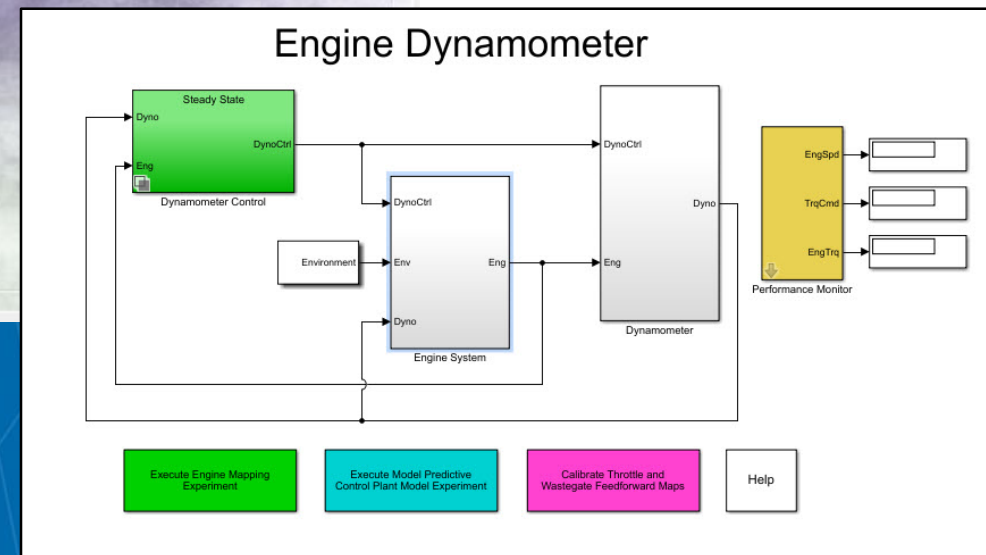 Engine Dynamometer
Steady State
Dyno
DynoCtrl
Eng
Dynamometer Control
DynoCtrl
Env
Eng
Dyno
Engine System
Environment
DynoCtrl
Dyno
Eng
Dynamometer
EngSpd
TrqCmd
EngTrq
Performance Monitor
Execute Engine Mapping
Experiment
Execute Model Predictive
Control Plant Model Experiment
Calibrate Throttle and
Wastegate Feedforward Maps
Help